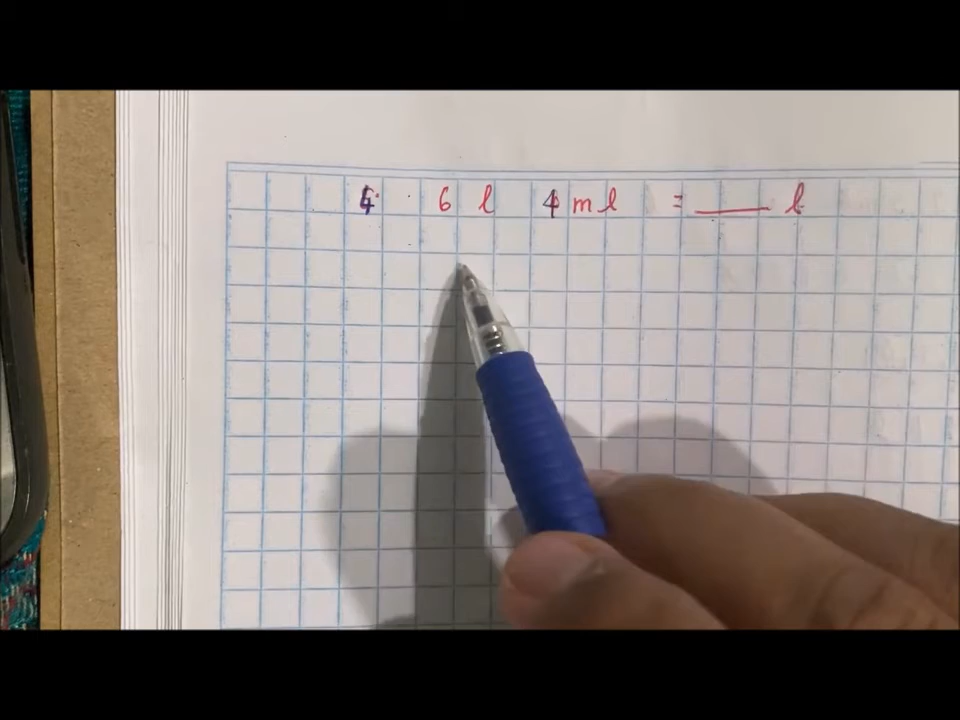 4. 6 l 4 ml = ___ l